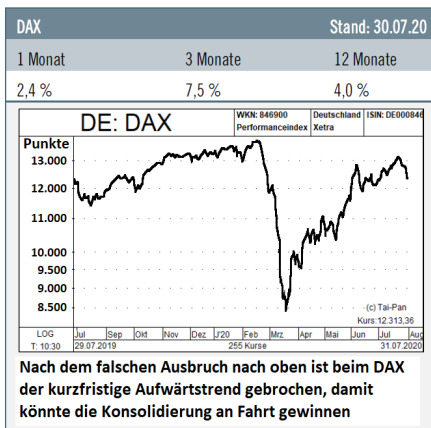 DAX Stand: 30.07.20
1 Monat 3 Monate 12 Monate
2,4 % 7,5 % 4,0 %
DE: DAX
WKN: 846900 Deutschland ISIN: DE000846
Performanceindex Xetra
Punkte
13.000
12.000
11.000
10.000
9.500
9.000
8.500
(c) Tai-Pan
Kurs:12.313,36
LOG Jul Sep Okt Nov Dez J'20 Feb Mrz Apr Mai Jun Jul Aug
T: 10:30 29.07.2019 255 Kurse 31.07.2020
Nach dem falschen Ausbruch nach oben ist beim DAX
der kurzfristige Aufwärtstrend gebrochen, damit
könnte die Konsolidierung an Fahrt gewinnen